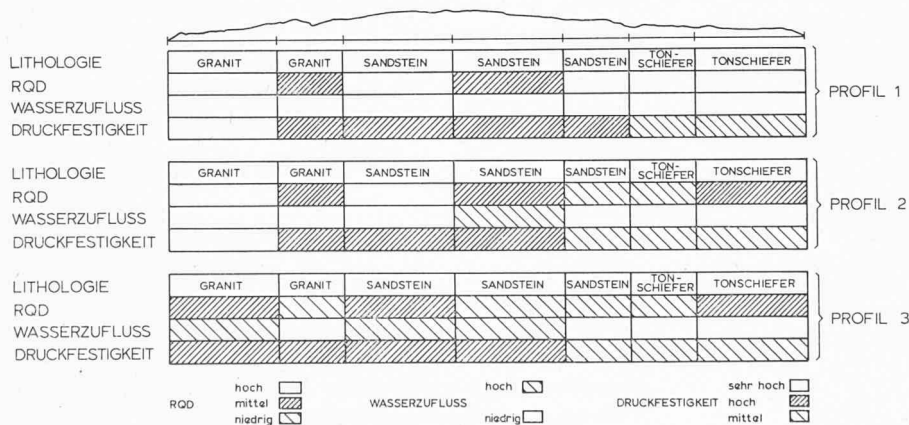 LITHOLOGIE GRANIT GRANIT SANDSTEIN SANDSTEIN SANDSTEIN TON-SCHIEFER TONSCHIEFER
RQD
WASSERZUFLUSS
DRUCKFESTIGKEIT
PROFIL 1
LITHOLOGIE GRANIT GRANIT SANDSTEIN SANDSTEIN SANDSTEIN TON-SCHIEFER TONSCHIEFER
RQD
WASSERZUFLUSS
DRUCKFESTIGKEIT
PROFIL 2
LITHOLOGIE GRANIT GRANIT SANDSTEIN SANDSTEIN SANDSTEIN TON-SCHIEFER TONSCHIEFER
RQD
WASSERZUFLUSS
DRUCKFESTIGKEIT
PROFIL 3
RQD
hoch
mittel
niedrig
WASSERZUFLUSS
hoch
niedrig
DRUCKFESTIGKEIT
sehr hoch
hoch
mittel